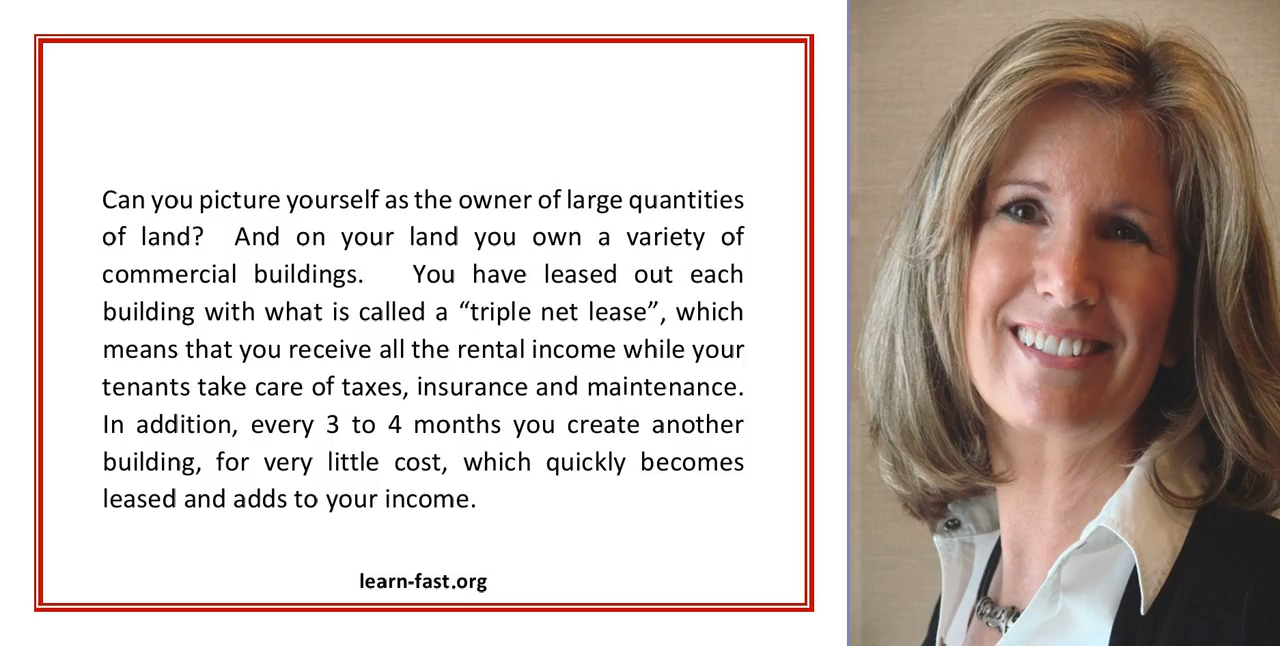 Can you picture yourself as the owner of large quantities
of land? And on your land you own a variety of
commercial buildings. You have leased out each
building with what is called a “triple net lease”, which
means that you receive all the rental income while your
tenants take care of taxes, insurance and maintenance.
In addition, every 3 to 4 months you create another
building, for very little cost, which quickly becomes
leased and adds to your income.
learn-fast.org